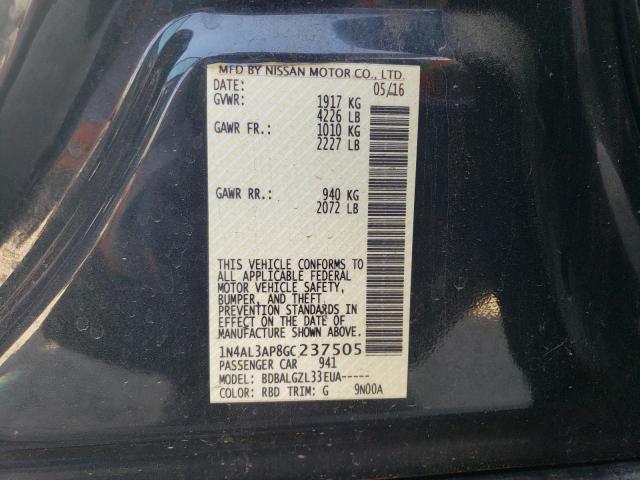 MFD BY NISSAN MOTOR CO., LTD.
DATE: 05/16
GVWR: 1917 KG
4226 LB
GAWR FR.: 1010 KG
2227 LB
GAWR RR.: 940 KG
2072 LB
THIS VEHICLE CONFORMS TO
ALL APPLICABLE FEDERAL
MOTOR VEHICLE SAFETY,
BUMPER, AND THEFT
PREVENTION STANDARDS IN
EFFECT ON THE DATE OF
MANUFACTURE SHOWN ABOVE.
1N4AL3AP8GC237505
PASSENGER CAR 941
MODEL: BDBALGZL33EUA-----
COLOR: RBD TRIM: G 9N00A